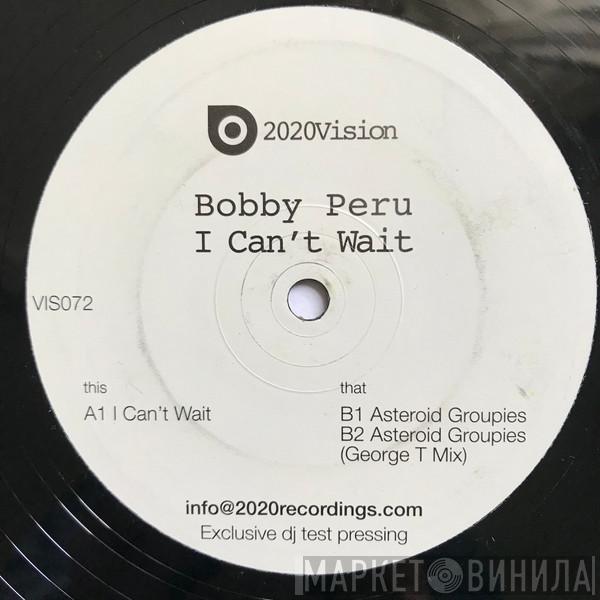 2020Vision
Bobby Peru
I Can't Wait
VIS072
this
A1 I Can't Wait
that
B1 Asteroid Groupies
B2 Asteroid Groupies
(George T Mix)
info@2020recordings.com
Exclusive dj test pressing
МАРКЕТ ВИНИЛА